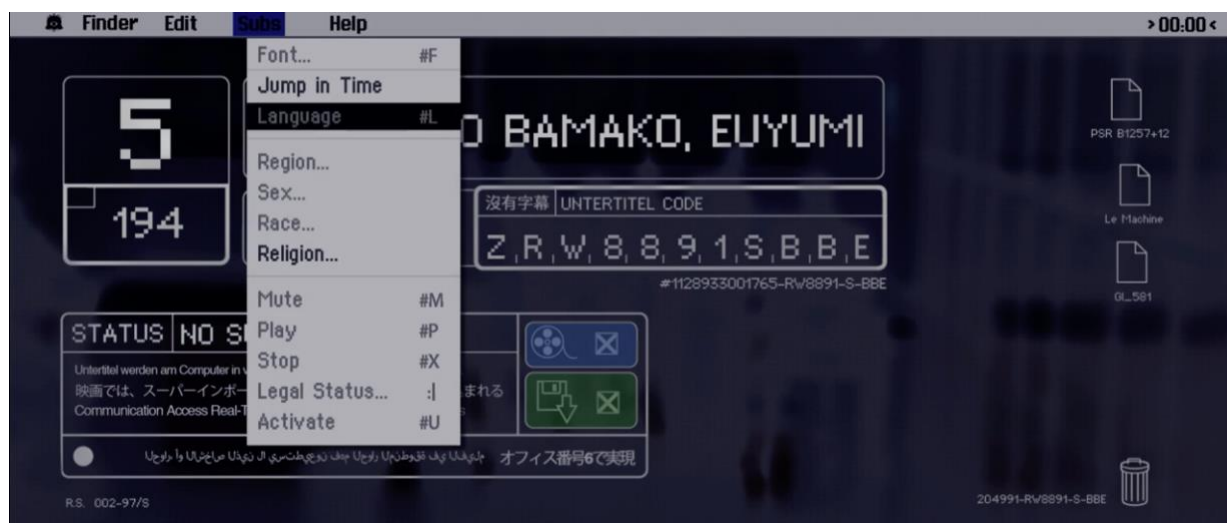 Finder Edit Subs Help >00:00<
Font... #F
Jump in Time
Language #L
Region...
Sex...
Race...
Religion...
Mute #M
Play #P
Stop #X
Legal Status... :|
Activate #U
5
BAMAKO, EUYUMI
194
沒有字幕 UNTERTITEL CODE
Z,R,W,8,8,9,1,S,B,B,E
#1128933001765-RW8891-S-BBE
STATUS NO
Untertitel werden am Computer in
映画では、スーパーインポー
まれる
Communication Access Real-T
オフィス番号6で実現
R.S. 002-97/S
PSR B1257+12
Le Machine
GL_581
204991-RW8891-S-BBE